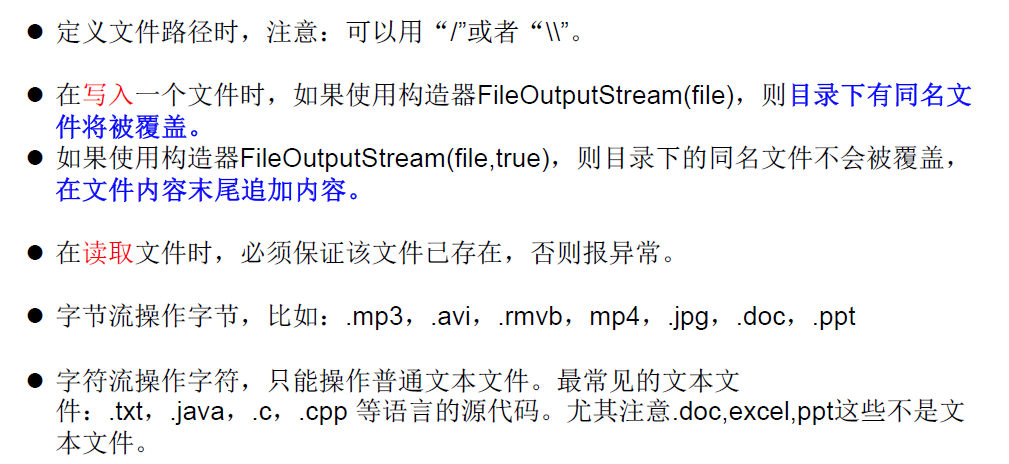 ● 定义文件路径时，注意：可以用“/”或者“\\”。
● 在写入一个文件时，如果使用构造器FileOutputStream(file)，则目录下有同名文
件将被覆盖。
● 如果使用构造器FileOutputStream(file,true)，则目录下的同名文件不会被覆盖，
在文件内容末尾追加内容。
● 在读取文件时，必须保证该文件已存在，否则报异常。
● 字节流操作字节，比如：.mp3，.avi，.rmvb，mp4，.jpg，.doc，.ppt
● 字符流操作字符，只能操作普通文本文件。最常见的文本文
件：.txt，.java，.c，.cpp 等语言的源代码。尤其注意.doc,excel,ppt这些不是文
本文件。